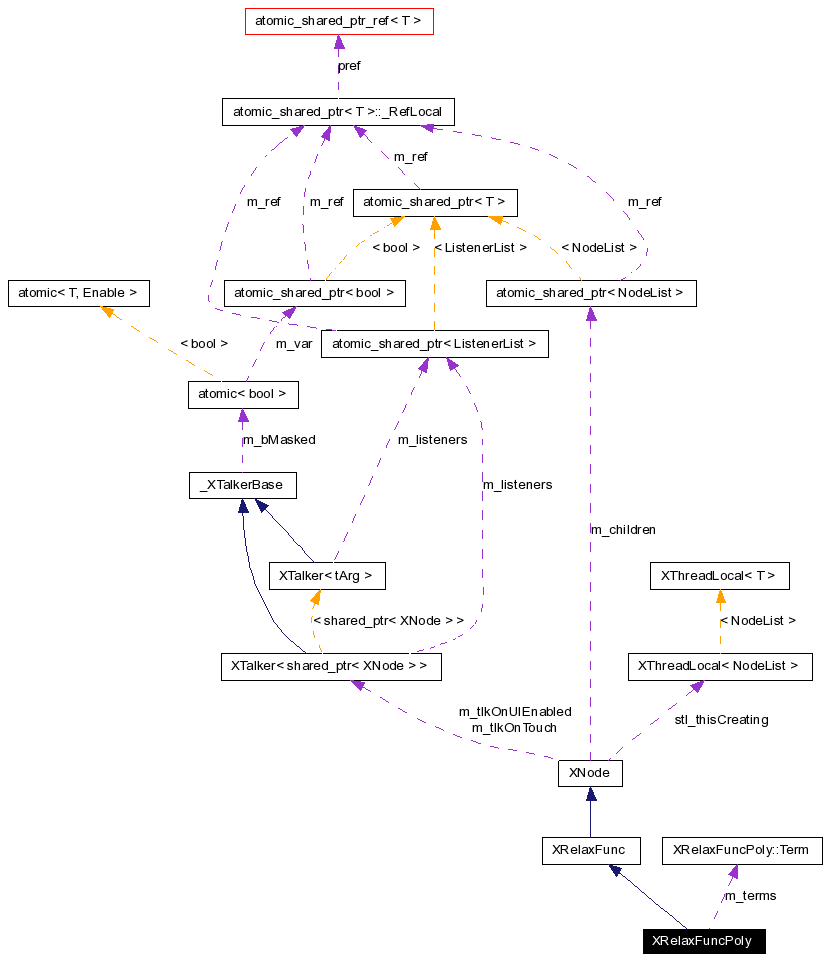 atomic_shared_ptr_ref< T >
pref
atomic_shared_ptr< T >::_RefLocal
m_ref
m_ref
m_ref
m_ref
atomic_shared_ptr< T >
< bool >
< ListenerList >
< NodeList >
atomic< T, Enable >
atomic_shared_ptr< bool >
atomic_shared_ptr< NodeList >
< bool >
m_var
atomic_shared_ptr< ListenerList >
atomic< bool >
m_bMasked
m_listeners
_XTalkerBase
m_listeners
m_children
XTalker< tArg >
XThreadLocal< T >
< shared_ptr< XNode > >
< NodeList >
XTalker< shared_ptr< XNode > >
XThreadLocal< NodeList >
m_tlkOnUIEnabled
m_tlkOnTouch
stl_thisCreating
XNode
XRelaxFunc
XRelaxFuncPoly::Term
m_terms
XRelaxFuncPoly